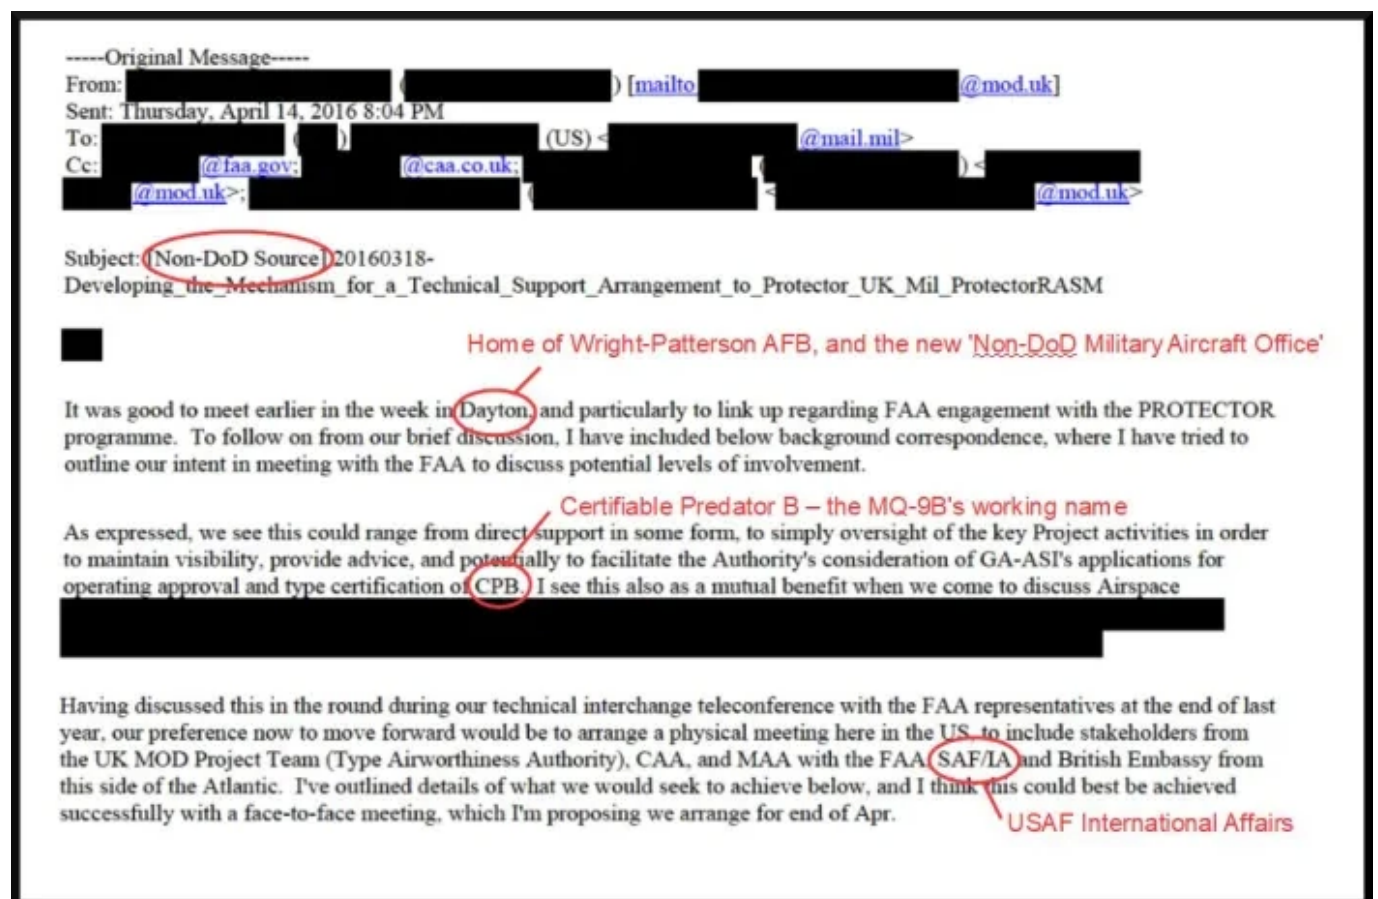 -----Original Message-----
From: ( ) [mailto @mod.uk]
Sent: Thursday, April 14, 2016 8:04 PM
To: ( ) (US) < @mail.mil>
Cc: @faa.gov; @caa.co.uk; ( ) <
@mod.uk>; ( < @mod.uk>
Subject: [Non-DoD Source] 20160318-
Developing_the_Mechanism_for_a_Technical_Support_Arrangement_to_Protector_UK_Mil_ProtectorRASM
Home of Wright-Patterson AFB, and the new 'Non-DoD Military Aircraft Office'
It was good to meet earlier in the week in Dayton, and particularly to link up regarding FAA engagement with the PROTECTOR
programme. To follow on from our brief discussion, I have included below background correspondence, where I have tried to
outline our intent in meeting with the FAA to discuss potential levels of involvement.
Certifiable Predator B – the MQ-9B's working name
As expressed, we see this could range from direct support in some form, to simply oversight of the key Project activities in order
to maintain visibility, provide advice, and potentially to facilitate the Authority's consideration of GA-ASI's applications for
operating approval and type certification of CPB. I see this also as a mutual benefit when we come to discuss Airspace
Having discussed this in the round during our technical interchange teleconference with the FAA representatives at the end of last
year, our preference now to move forward would be to arrange a physical meeting here in the US, to include stakeholders from
the UK MOD Project Team (Type Airworthiness Authority), CAA, and MAA with the FAA, SAF/IA and British Embassy from
this side of the Atlantic. I've outlined details of what we would seek to achieve below, and I think this could best be achieved
successfully with a face-to-face meeting, which I'm proposing we arrange for end of Apr.
USAF International Affairs